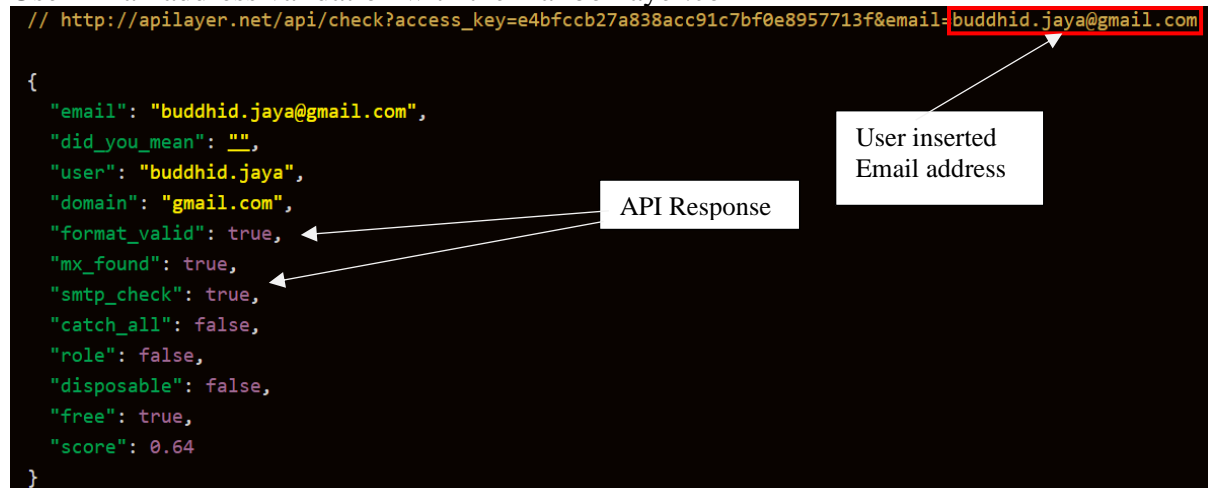 // http://apilayer.net/api/check?access_key=e4bfccb27a838acc91c7bf0e8957713f&email=buddhid.jaya@gmail.com
{
"email": "buddhid.jaya@gmail.com",
"did_you_mean": "",
"user": "buddhid.jaya",
"domain": "gmail.com",
"format_valid": true,
"mx_found": true,
"smtp_check": true,
"catch_all": false,
"role": false,
"disposable": false,
"free": true,
"score": 0.64
}
User inserted
Email address
API Response